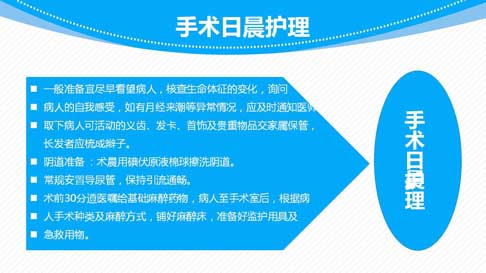 手术日晨护理
一般准备宜尽早看望病人，核查生命体征的变化，询问
病人的自我感受，如有月经来潮等异常情况，应及时通知医师
取下病人可活动的义齿、发卡、首饰及贵重物品交家属保管，
长发者应梳成辫子。
阴道准备：术晨用碘伏原液棉球擦洗阴道。
常规安置导尿管，保持引流通畅。
术前30分遵医嘱给基础麻醉药物，病人至手术室后，根据病
人手术种类及麻醉方式，铺好麻醉床，准备好监护用具及
急救用物。
手术日晨护理